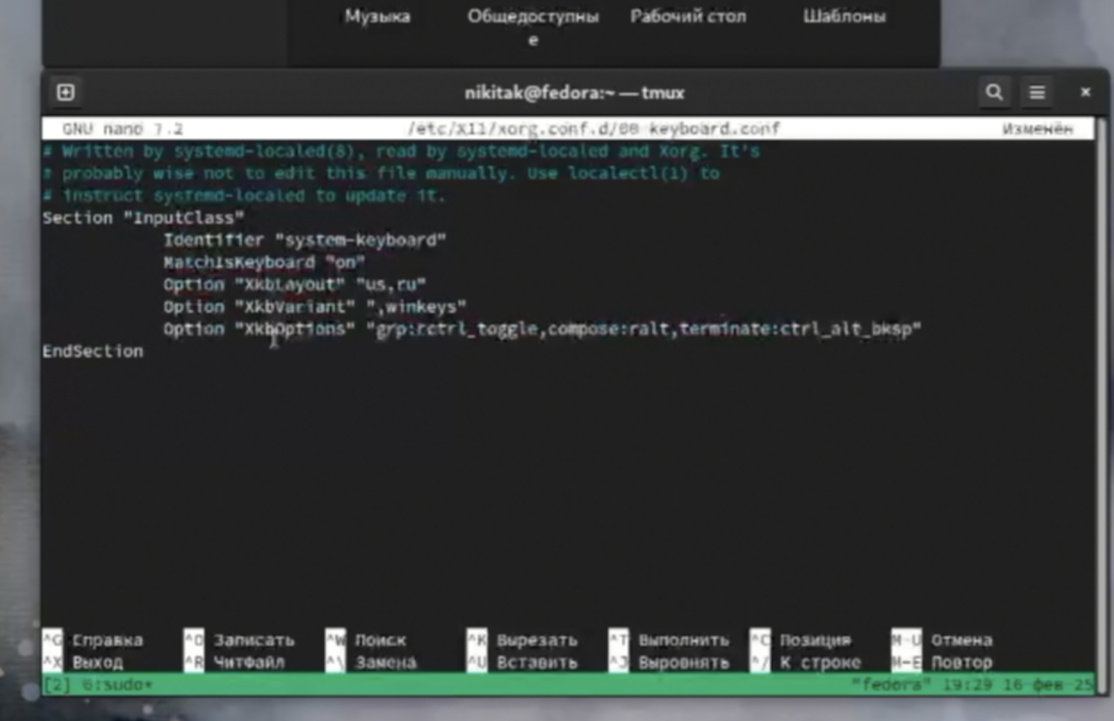 Музыка Общедоступны Рабочий стол Шаблоны
е
nikitak@fedora:~ — tmux
GNU nano 7.2 /etc/X11/xorg.conf.d/00-keyboard.conf Изменён
# Written by systemd-localed(8), read by systemd-localed and Xorg. It's
# probably wise not to edit this file manually. Use localectl(1) to
# instruct systemd-localed to update it.
Section "InputClass"
Identifier "system-keyboard"
MatchIsKeyboard "on"
Option "XkbLayout" "us,ru"
Option "XkbVariant" ",winkeys"
Option "XkbOptions" "grp:rctrl_toggle,compose:ralt,terminate:ctrl_alt_bksp"
EndSection
^G Справка ^O Записать ^W Поиск ^K Вырезать ^T Выполнить ^C Позиция M-U Отмена
^X Выход ^R ЧитФайл ^\ Замена ^U Вставить ^J Выровнять ^/ К строке M-E Повтор
[2] 0:sudo* "fedora" 19:29 16 фев 25